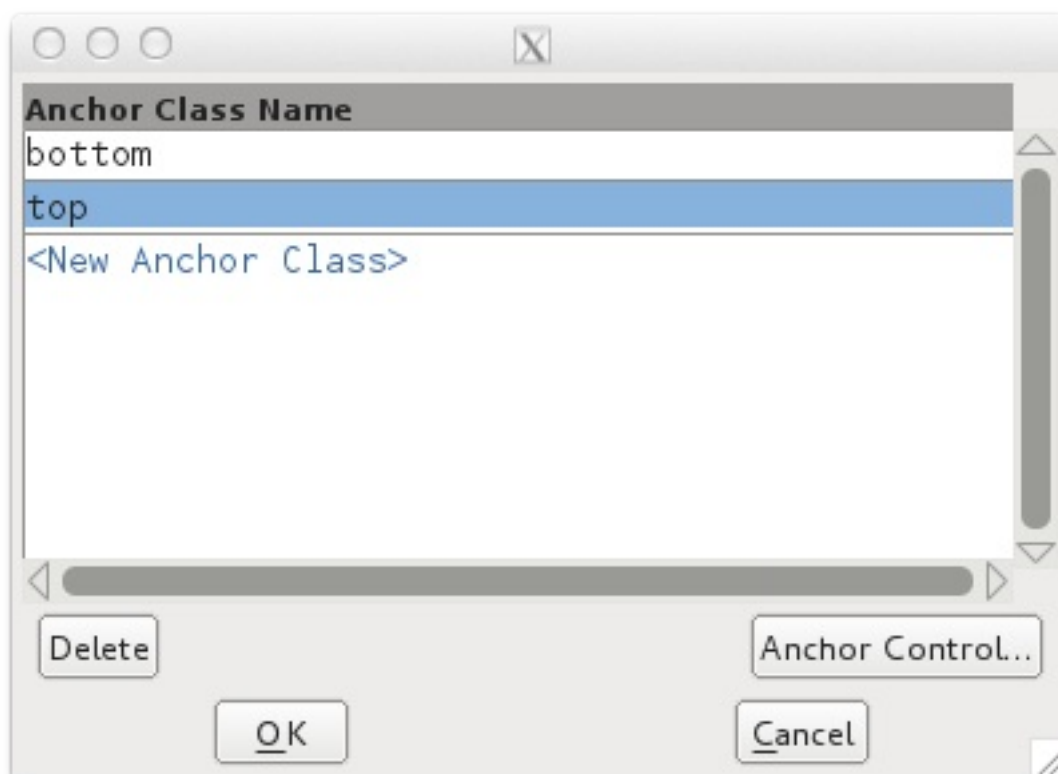 X
Anchor Class Name
bottom
top
<New Anchor Class>
Delete
Anchor Control...
OK
Cancel